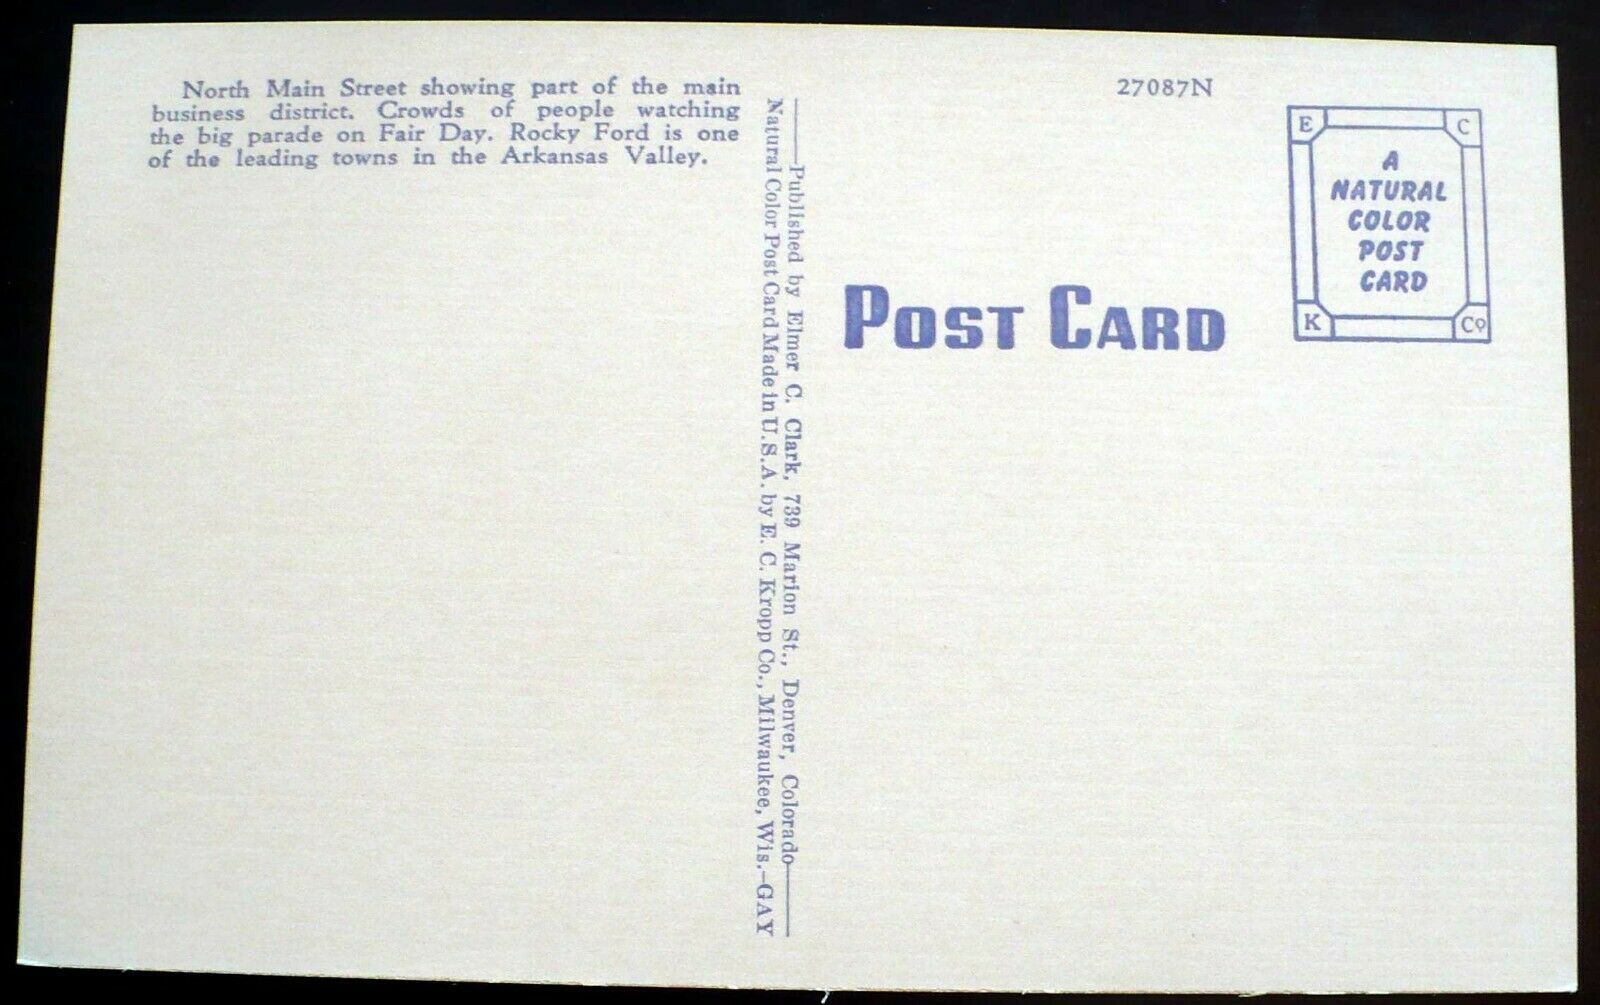 North Main Street showing part of the main
business district. Crowds of people watching
the big parade on Fair Day. Rocky Ford is one
of the leading towns in the Arkansas Valley.
Published by Elmer C. Clark, 739 Marion St., Denver, Colorado
Natural Color Post Card Made in U.S.A. by E. C. Kropp Co., Milwaukee, Wis.-GAY
27087N
POST CARD
E C
A
NATURAL
COLOR
POST
CARD
K Co